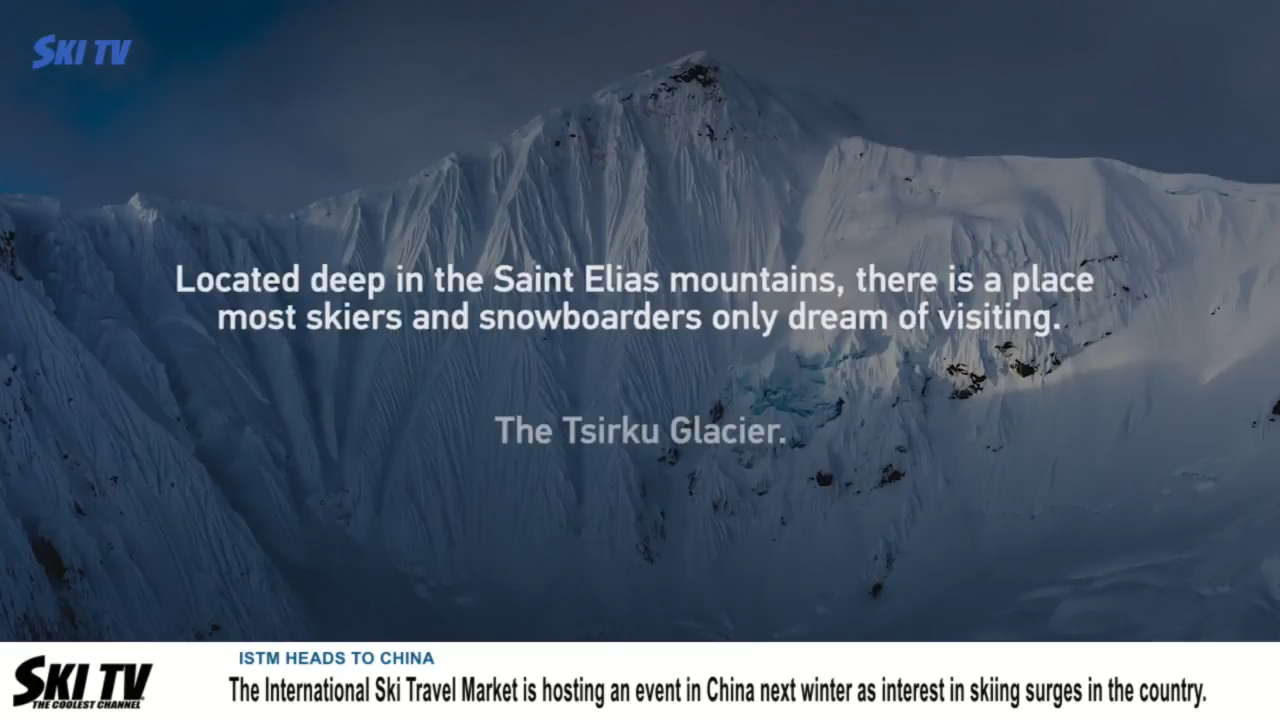 SKI TV
Located deep in the Saint Elias mountains, there is a place
most skiers and snowboarders only dream of visiting.
The Tsirku Glacier.
ISTM HEADS TO CHINA
SKI TV
THE COOLEST CHANNEL
The International Ski Travel Market is hosting an event in China next winter as interest in skiing surges in the country.